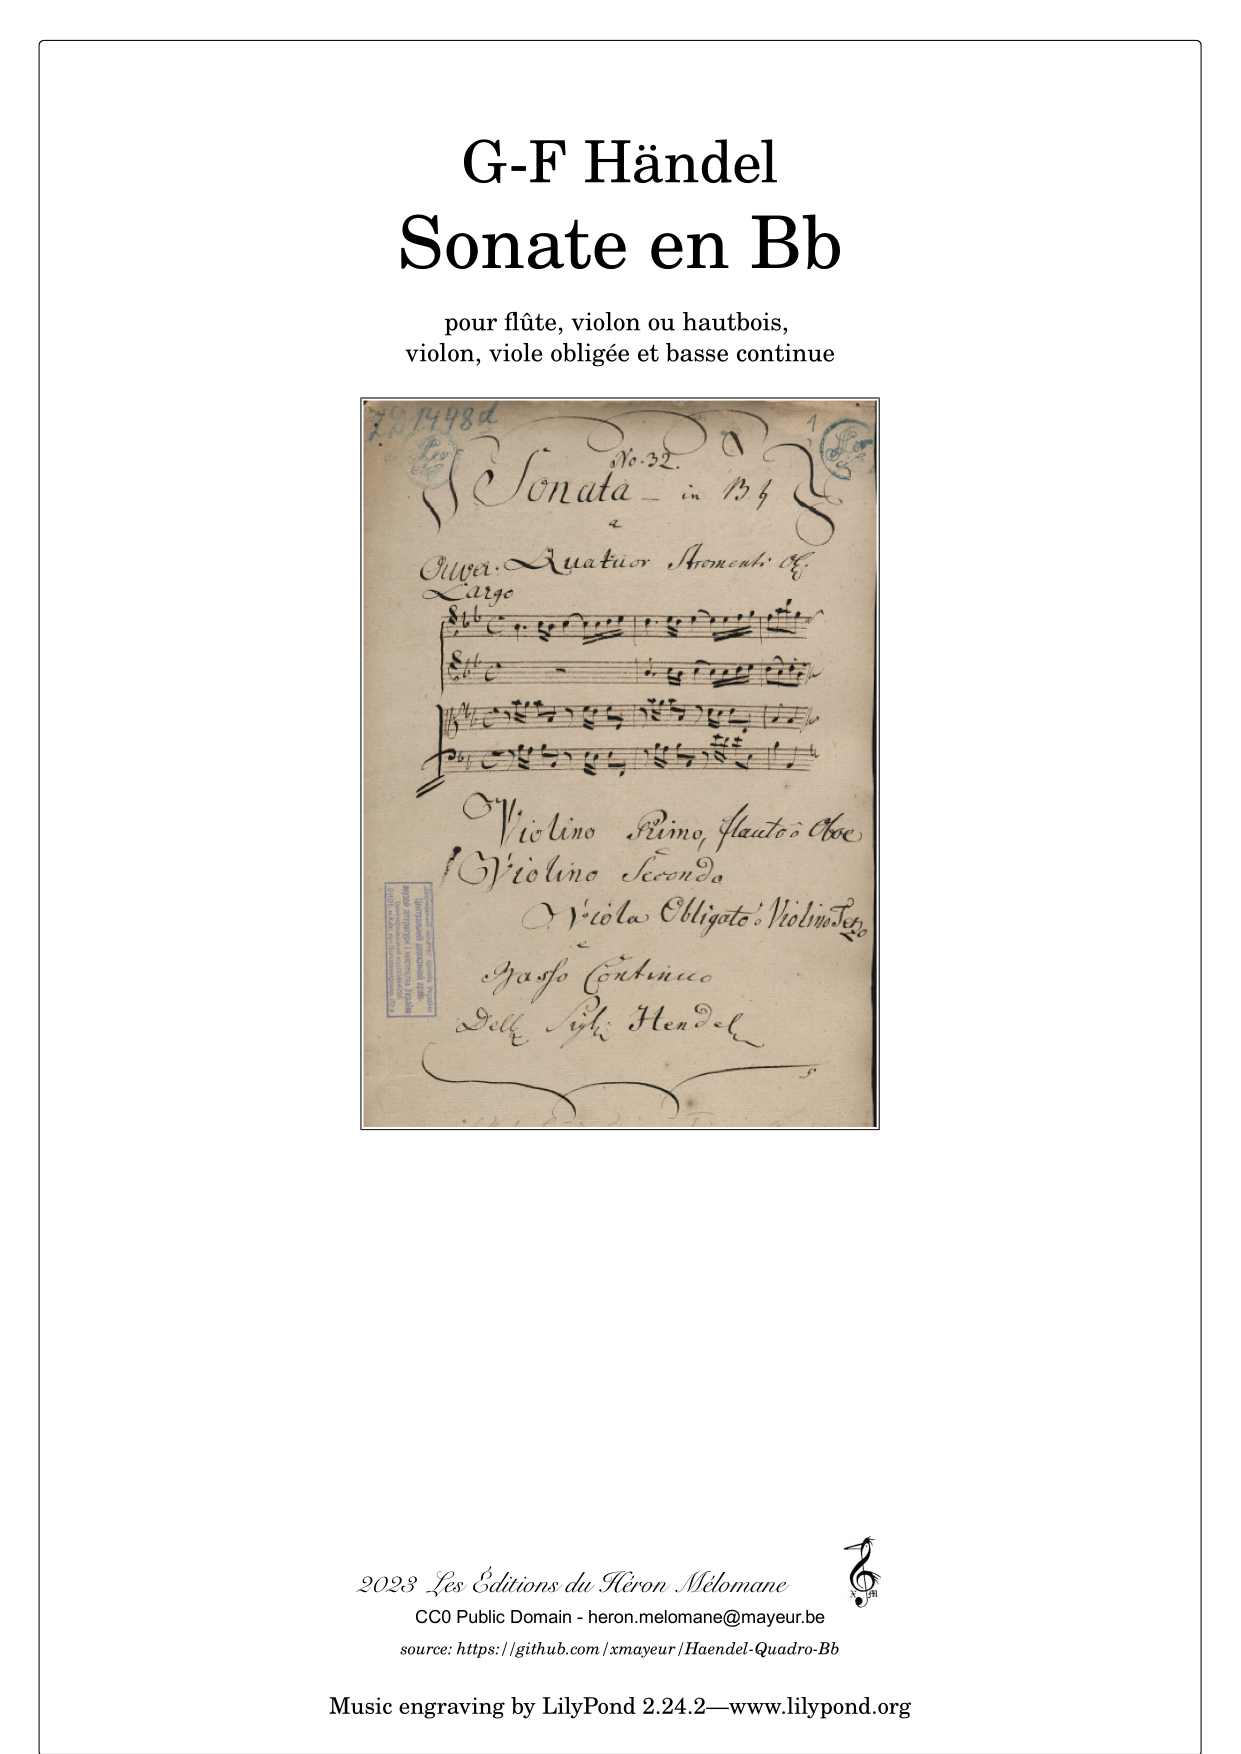 G-F Händel
Sonate en Bb
pour flûte, violon ou hautbois,
violon, viole obligée et basse continue
ZD 1498d
1
No. 32.
Sonata - in B.
a
Ouver. Quatuor Stromenti
Largo
Violino Primo, flauto ò Oboe
Violino Secondo
Viola Obligato ò Violino Terzo
Basso Continuo
Hendel
2023 Les Éditions du Héron Mélomane
CC0 Public Domain - heron.melomane@mayeur.be
source: https://github.com/xmayeur/Haendel-Quadro-Bb
Music engraving by LilyPond 2.24.2—www.lilypond.org